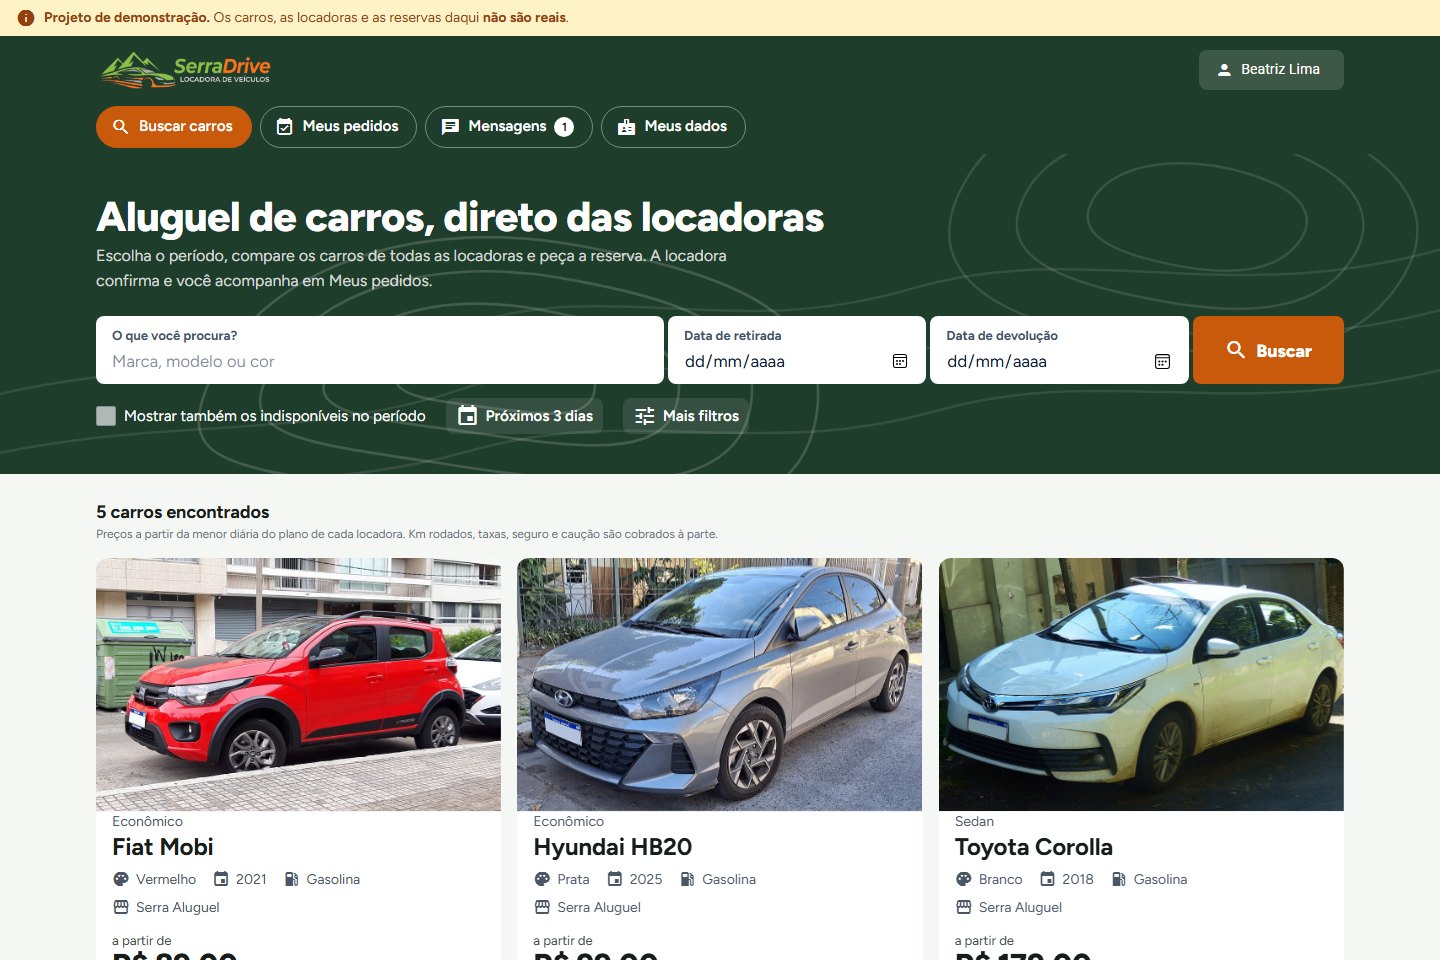 Projeto de demonstração. Os carros, as locadoras e as reservas daqui não são reais.
SerraDrive
LOCADORA DE VEÍCULOS
Beatriz Lima
Buscar carros
Meus pedidos
Mensagens 1
Meus dados
Aluguel de carros, direto das locadoras
Escolha o período, compare os carros de todas as locadoras e peça a reserva. A locadora
confirma e você acompanha em Meus pedidos.
O que você procura?
Marca, modelo ou cor
Data de retirada
dd/mm/aaaa
Data de devolução
dd/mm/aaaa
Buscar
Mostrar também os indisponíveis no período
Próximos 3 dias
Mais filtros
5 carros encontrados
Preços a partir da menor diária do plano de cada locadora. Km rodados, taxas, seguro e caução são cobrados à parte.
Econômico
Fiat Mobi
Vermelho 2021 Gasolina
Serra Aluguel
a partir de
Econômico
Hyundai HB20
Prata 2025 Gasolina
Serra Aluguel
a partir de
Sedan
Toyota Corolla
Branco 2018 Gasolina
Serra Aluguel
a partir de